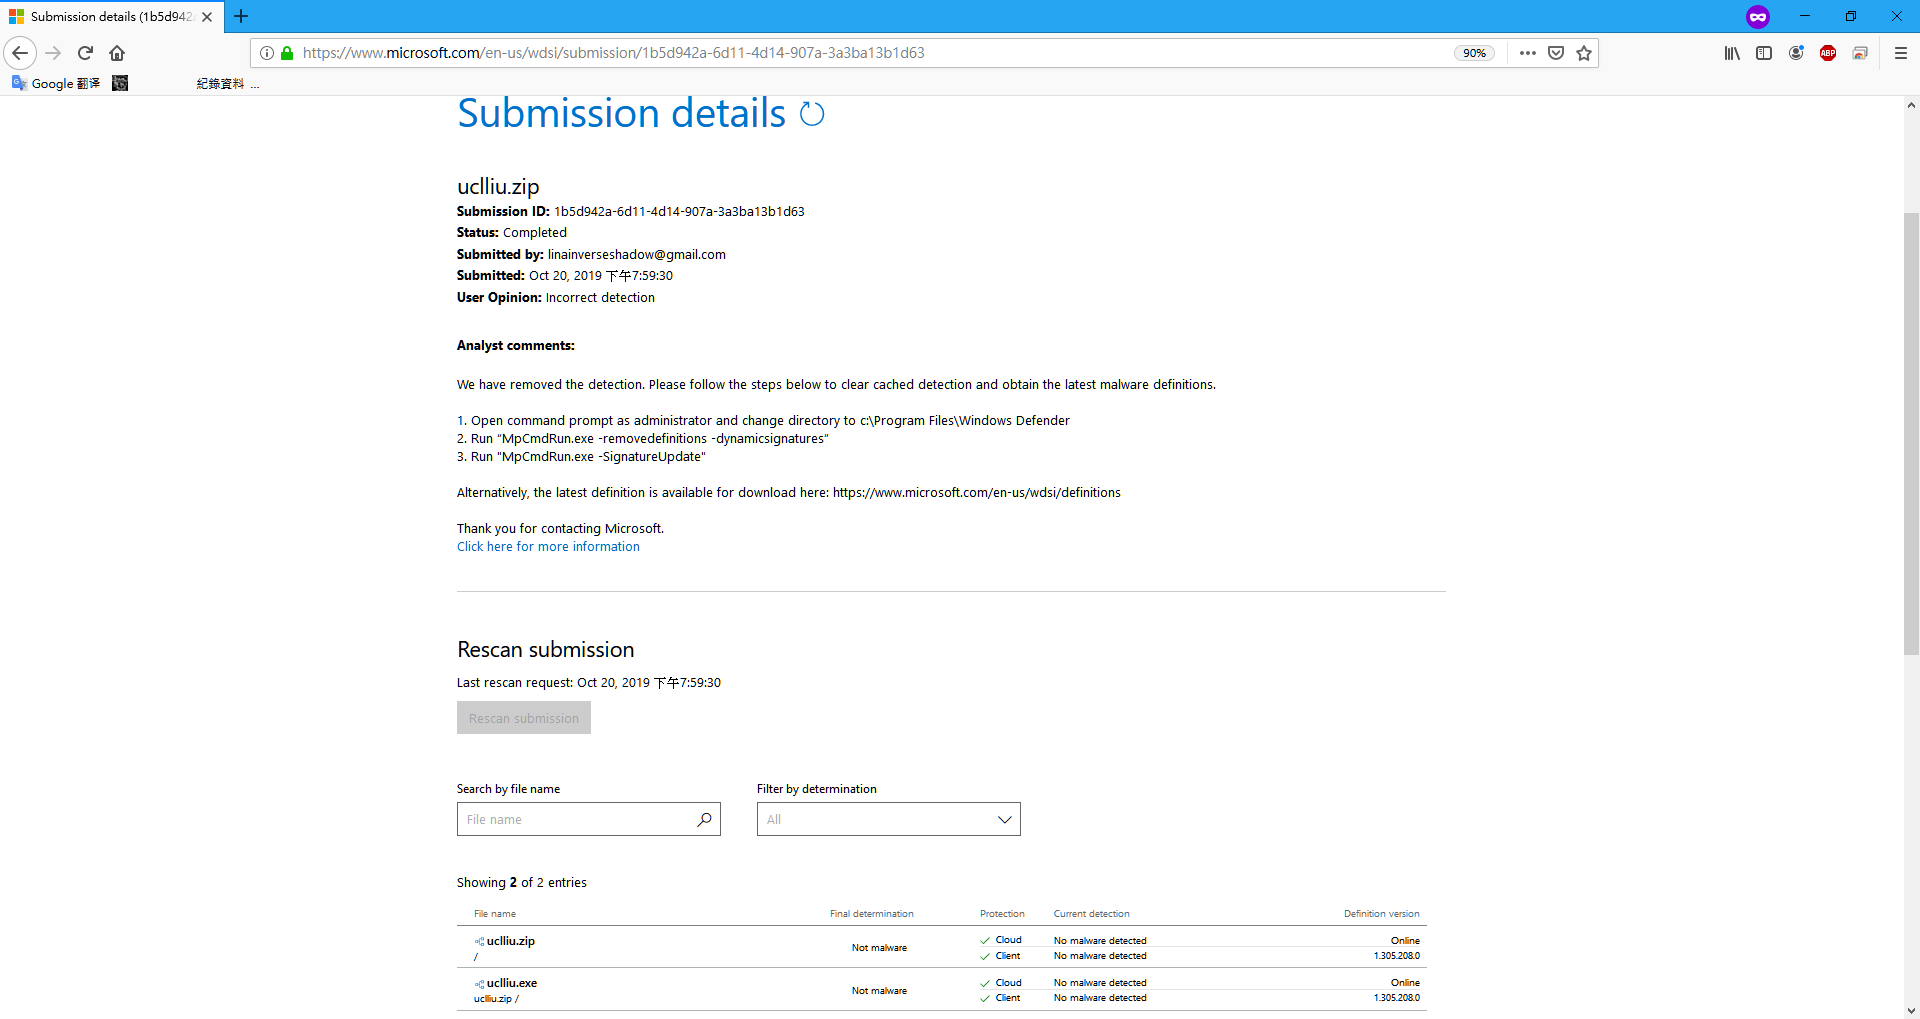 Submission details (1b5d942
https://www.microsoft.com/en-us/wdsi/submission/1b5d942a-6d11-4d14-907a-3a3ba13b1d63
90%
ABP
Google 翻译
紀錄資料 ...
Submission details
uclliu.zip
Submission ID: 1b5d942a-6d11-4d14-907a-3a3ba13b1d63
Status: Completed
Submitted by: linainverseshadow@gmail.com
Submitted: Oct 20, 2019 下午7:59:30
User Opinion: Incorrect detection
Analyst comments:
We have removed the detection. Please follow the steps below to clear cached detection and obtain the latest malware definitions.
1. Open command prompt as administrator and change directory to c:\Program Files\Windows Defender
2. Run “MpCmdRun.exe -removedefinitions -dynamicsignatures”
3. Run "MpCmdRun.exe -SignatureUpdate"
Alternatively, the latest definition is available for download here: https://www.microsoft.com/en-us/wdsi/definitions
Thank you for contacting Microsoft.
Click here for more information
Rescan submission
Last rescan request: Oct 20, 2019 下午7:59:30
Rescan submission
Search by file name Filter by determination
File name All
Showing 2 of 2 entries
File name Final determination Protection Current detection Definition version
uclliu.zip Not malware Cloud No malware detected Online
/ Client No malware detected 1.305.208.0
uclliu.exe Not malware Cloud No malware detected Online
uclliu.zip / Client No malware detected 1.305.208.0